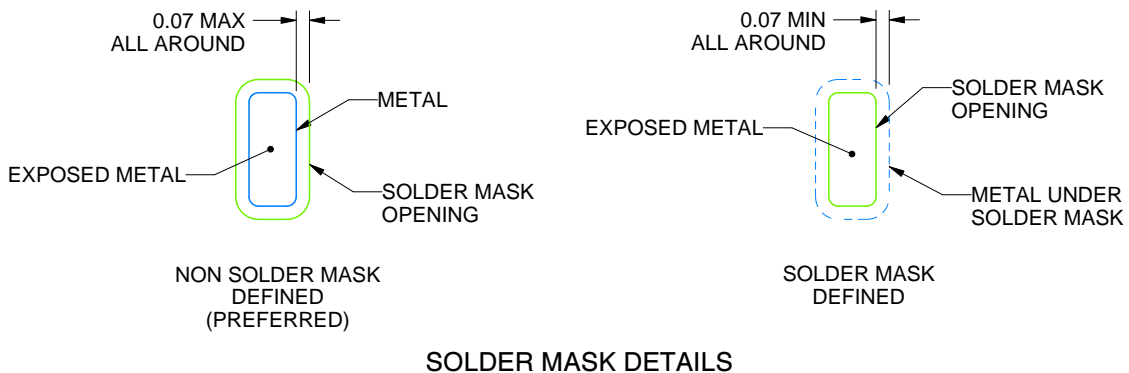 0.07 MAX
ALL AROUND
METAL
EXPOSED METAL
SOLDER MASK
OPENING
NON SOLDER MASK
DEFINED
(PREFERRED)
0.07 MIN
ALL AROUND
SOLDER MASK
OPENING
EXPOSED METAL
METAL UNDER
SOLDER MASK
SOLDER MASK
DEFINED
SOLDER MASK DETAILS